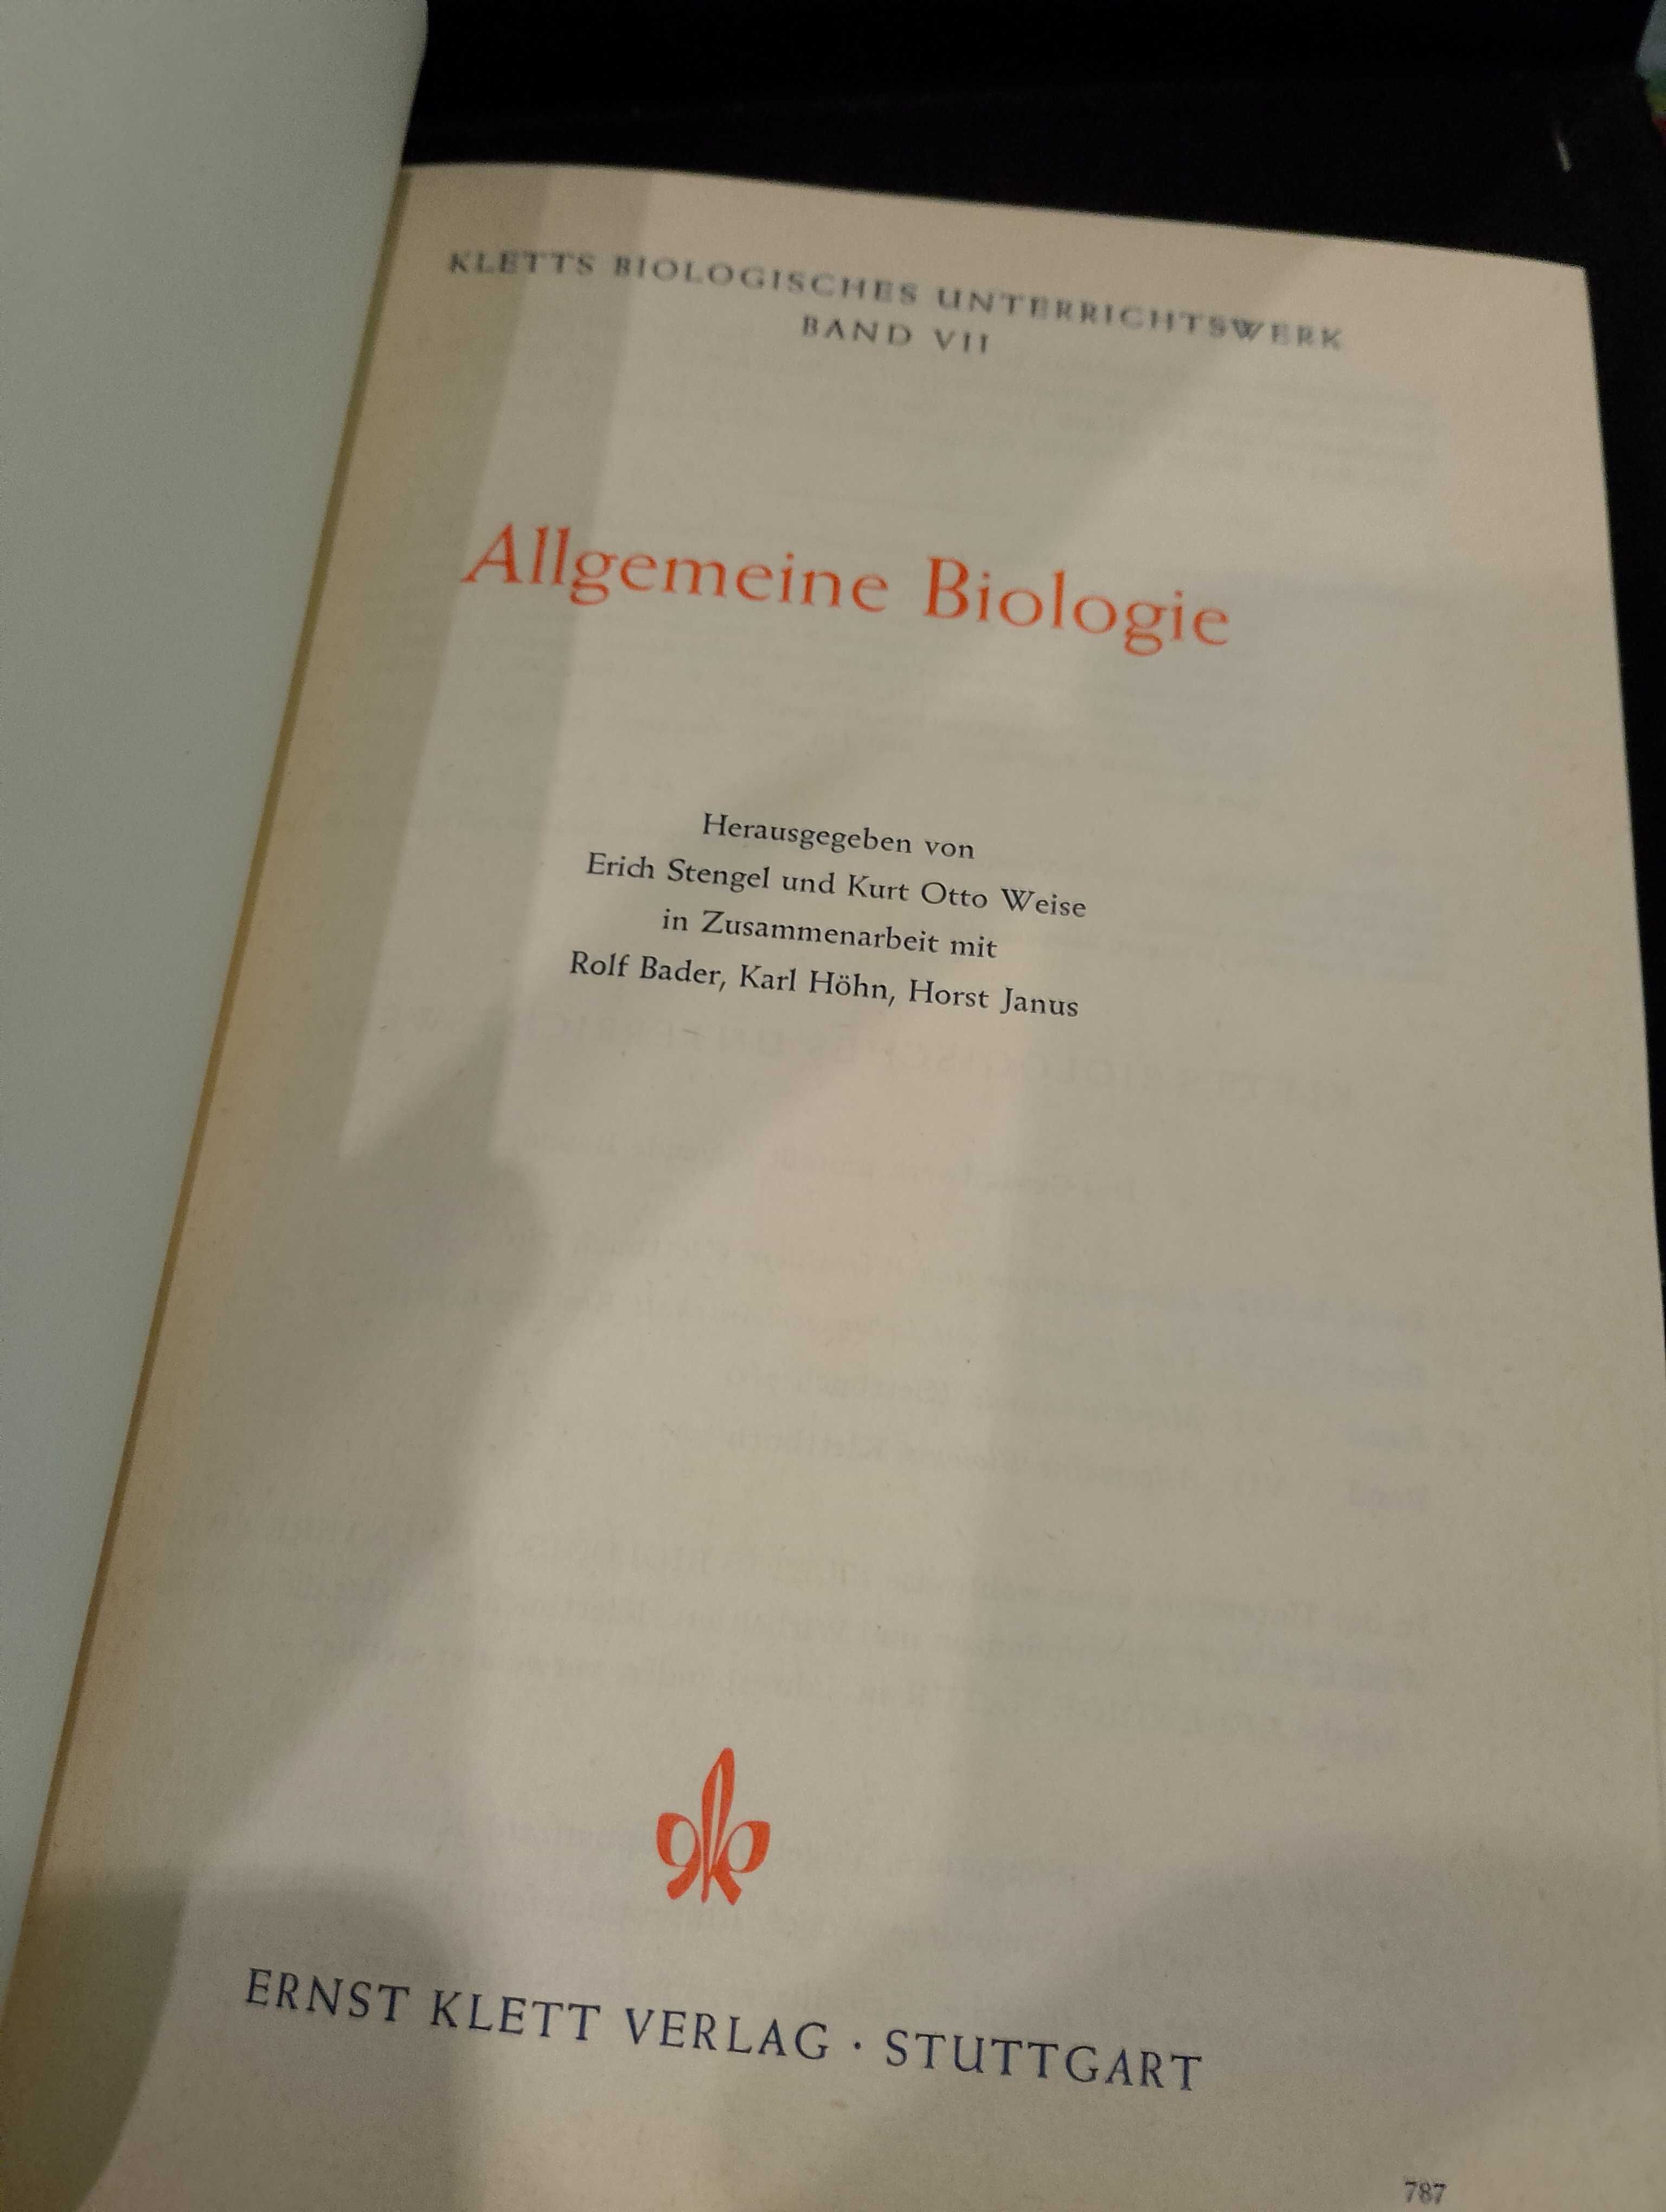 KLETTS BIOLOGISCHES UNTERRICHTSWERK
BAND VII
Allgemeine Biologie
Herausgegeben von
Erich Stengel und Kurt Otto Weise
in Zusammenarbeit mit
Rolf Bader, Karl Höhn, Horst Janus
ERNST KLETT VERLAG · STUTTGART
787